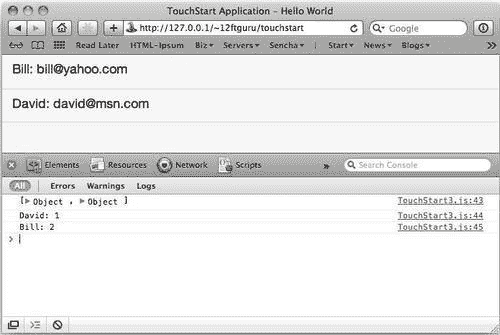 TouchStart Application – Hello World
http://127.0.0.1/~12ftguru/touchstart
Google
Read Later HTML-Ipsum Biz▾ Servers▾ Sencha▾ Start▾ News▾ Blogs▾ »
Bill: bill@yahoo.com
David: david@msn.com
Elements Resources Network Scripts » Search Console
All Errors Warnings Logs
[▶Object , ▶Object ] TouchStart3.js:43
David: 1 TouchStart3.js:44
Bill: 2 TouchStart3.js:45
>